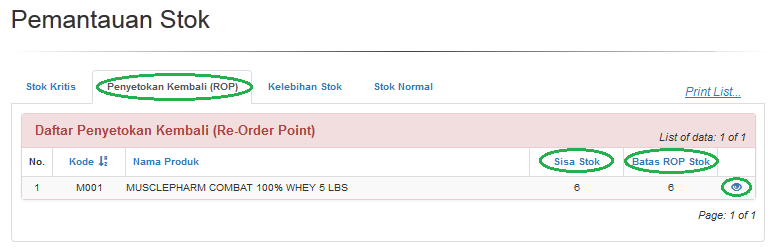 Pemantauan Stok
Stok Kritis Penyetokan Kembali (ROP) Kelebihan Stok Stok Normal Print List...
Daftar Penyetokan Kembali (Re-Order Point) List of data: 1 of 1
No. Kode Nama Produk Sisa Stok Batas ROP Stok
1 M001 MUSCLEPHARM COMBAT 100% WHEY 5 LBS 6 6
Page: 1 of 1